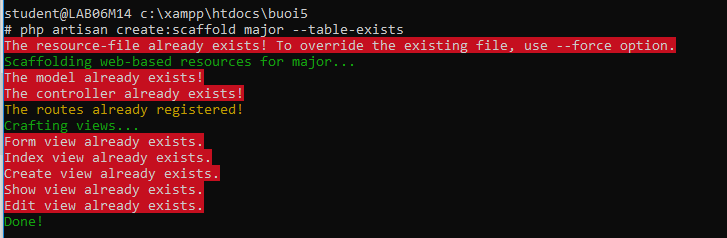 student@LAB06M14 c:\xampp\htdocs\buoi5
# php artisan create:scaffold major --table-exists
The resource-file already exists! To override the existing file, use --force option.
Scaffolding web-based resources for major...
The model already exists!
The controller already exists!
The routes already registered!
Crafting views...
Form view already exists.
Index view already exists.
Create view already exists.
Show view already exists.
Edit view already exists.
Done!